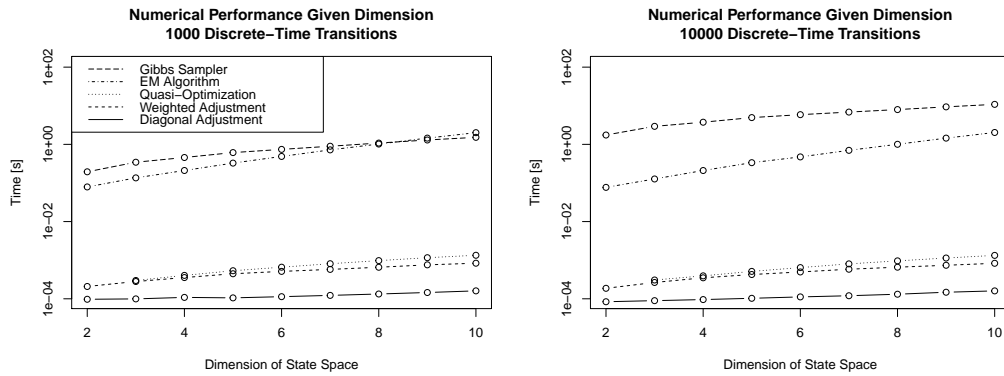 Numerical Performance Given Dimension
1000 Discrete−Time Transitions
Time [s]
1e+02
1e+00
1e−02
1e−04
Gibbs Sampler
EM Algorithm
Quasi−Optimization
Weighted Adjustment
Diagonal Adjustment
2 4 6 8 10
Dimension of State Space
Numerical Performance Given Dimension
10000 Discrete−Time Transitions
Time [s]
1e+02
1e+00
1e−02
1e−04
2 4 6 8 10
Dimension of State Space